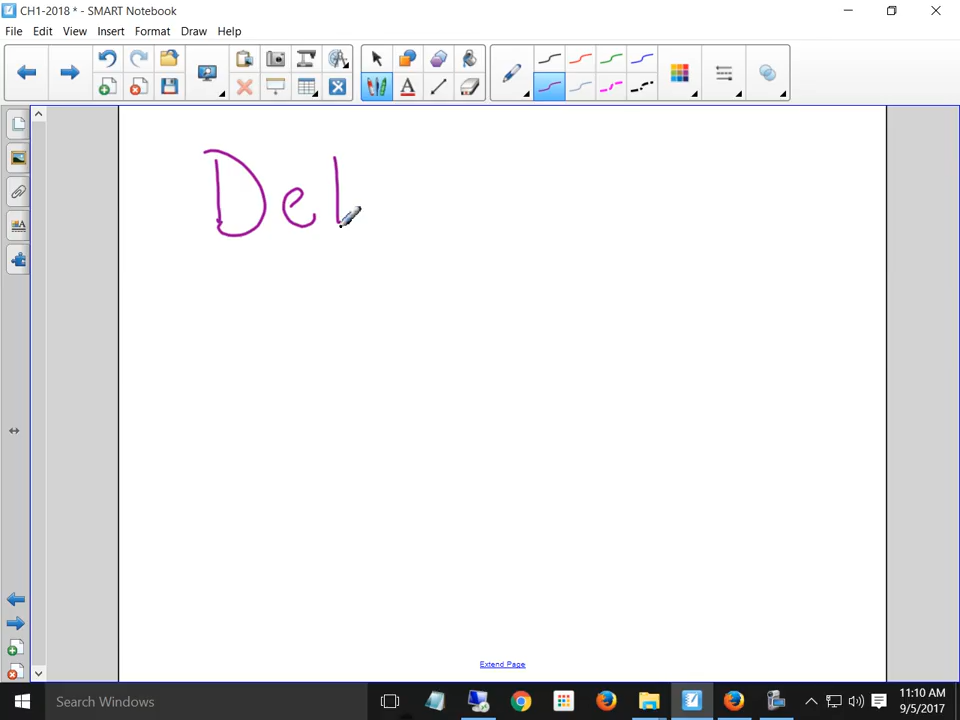 CH1-2018 * - SMART Notebook
File Edit View Insert Format Draw Help
Del
Extend Page
Search Windows
11:10 AM
9/5/2017